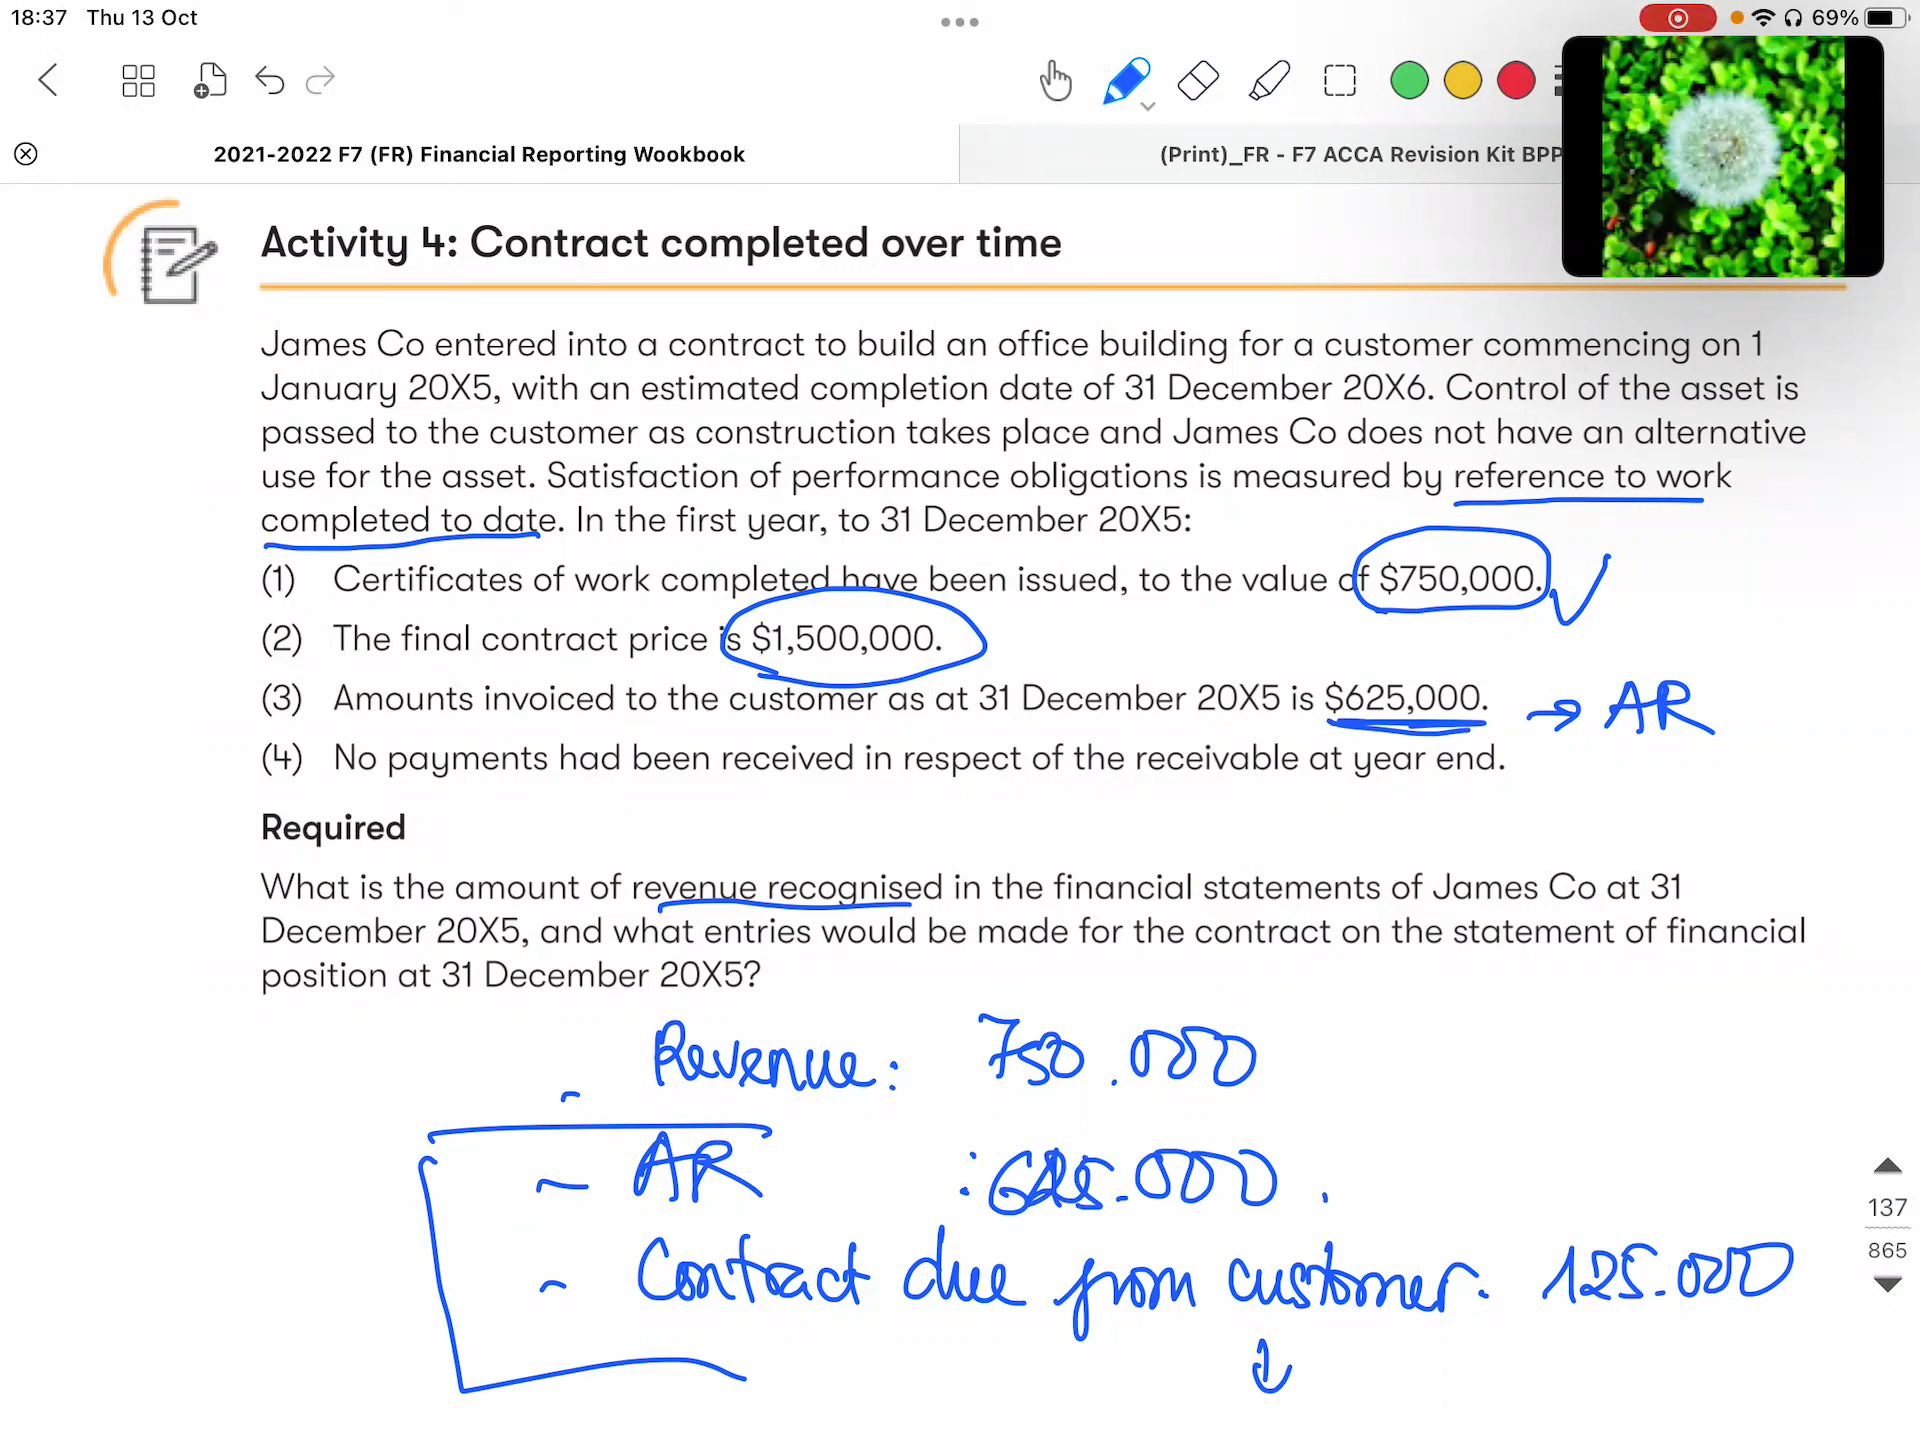 18:37 Thu 13 Oct
69%
2021-2022 F7 (FR) Financial Reporting Wookbook
(Print)_FR - F7 ACCA Revision Kit BPP
Activity 4: Contract completed over time
James Co entered into a contract to build an office building for a customer commencing on 1
January 20X5, with an estimated completion date of 31 December 20X6. Control of the asset is
passed to the customer as construction takes place and James Co does not have an alternative
use for the asset. Satisfaction of performance obligations is measured by reference to work
completed to date. In the first year, to 31 December 20X5:
(1) Certificates of work completed have been issued, to the value of $750,000.
(2) The final contract price is $1,500,000.
(3) Amounts invoiced to the customer as at 31 December 20X5 is $625,000. → AR
(4) No payments had been received in respect of the receivable at year end.
Required
What is the amount of revenue recognised in the financial statements of James Co at 31
December 20X5, and what entries would be made for the contract on the statement of financial
position at 31 December 20X5?
Revenue: 750.000
- AR : 625.000.
- Contract due from customer. 125.000
137
865